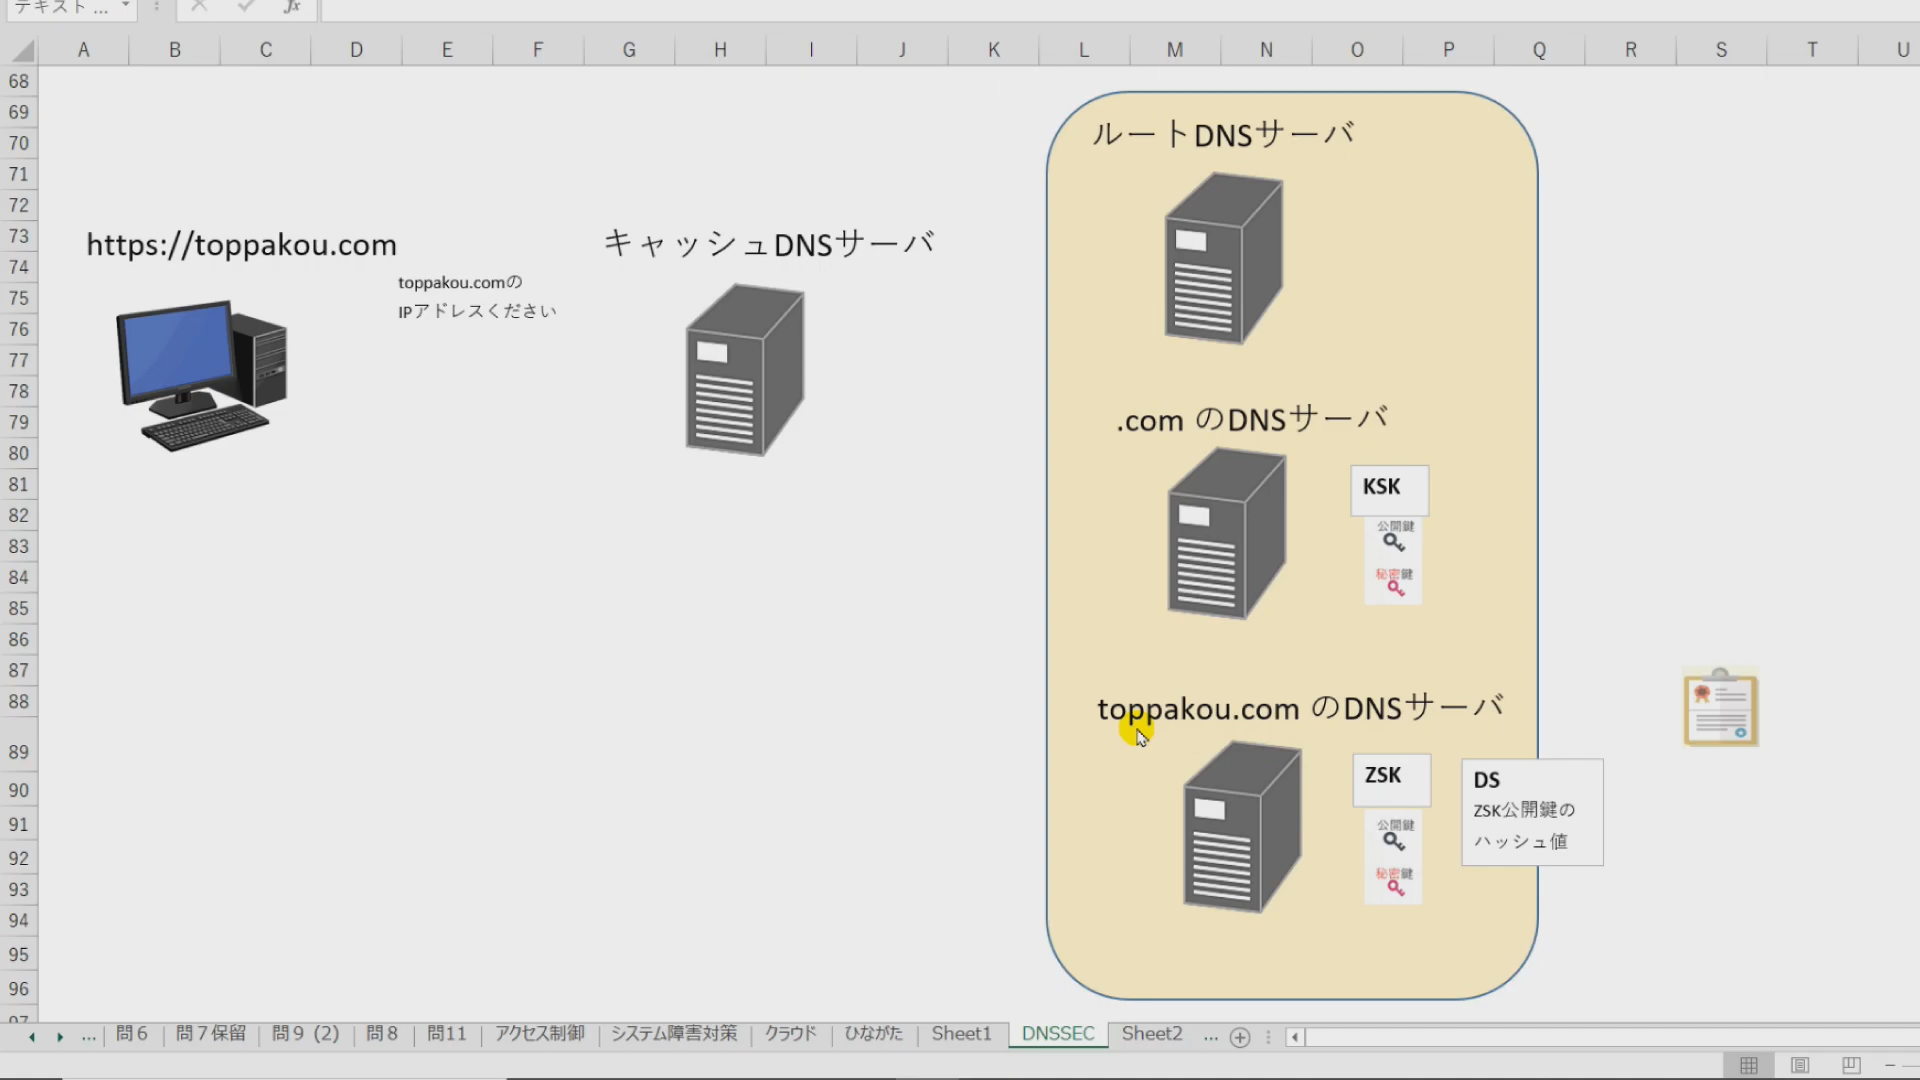 テキスト ...
fx
A B C D E F G H I J K L M N O P Q R S T U
68
69
70
71
72
73
74
75
76
77
78
79
80
81
82
83
84
85
86
87
88
89
90
91
92
93
94
95
96
97
https://toppakou.com
toppakou.comの
IPアドレスください
キャッシュDNSサーバ
ルートDNSサーバ
.com のDNSサーバ
KSK
公開鍵
秘密鍵
toppakou.com のDNSサーバ
ZSK
公開鍵
秘密鍵
DS
ZSK公開鍵の
ハッシュ値
... 問6 問7保留 問9 (2) 問8 問11 アクセス制御 システム障害対策 クラウド ひながた Sheet1 DNSSEC Sheet2 ...